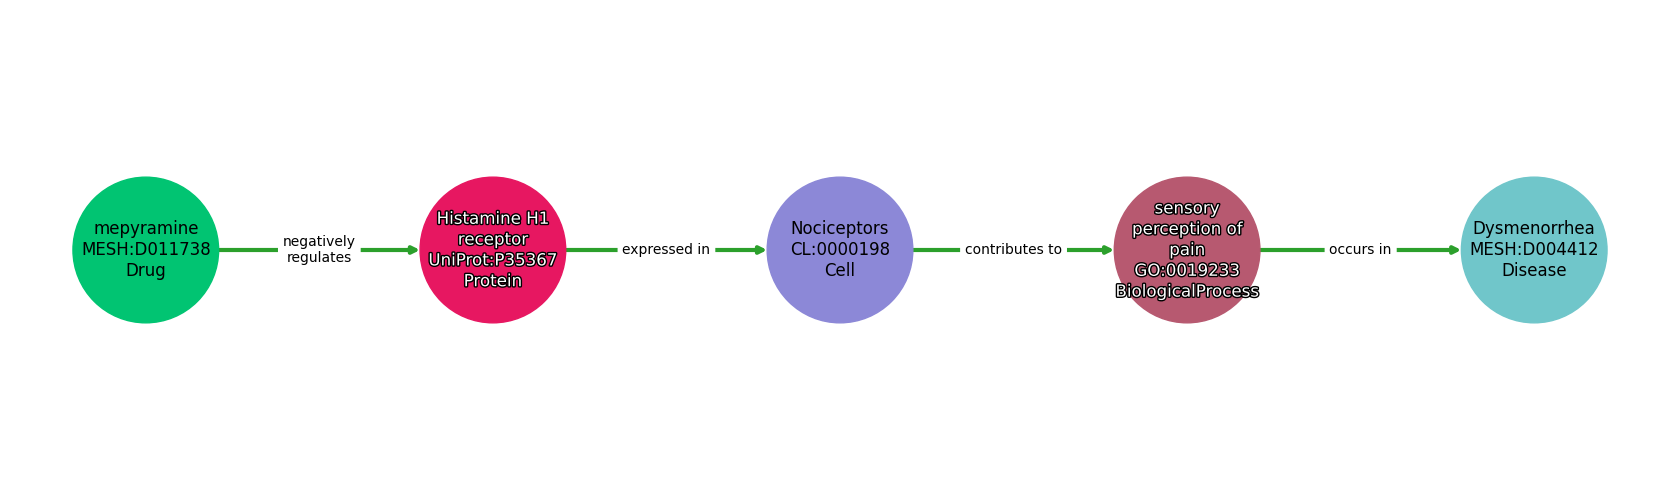 mepyramine
MESH:D011738
Drug
negatively
regulates
Histamine H1
receptor
UniProt:P35367
Protein
expressed in
Nociceptors
CL:0000198
Cell
contributes to
sensory
perception of
pain
GO:0019233
BiologicalProcess
occurs in
Dysmenorrhea
MESH:D004412
Disease